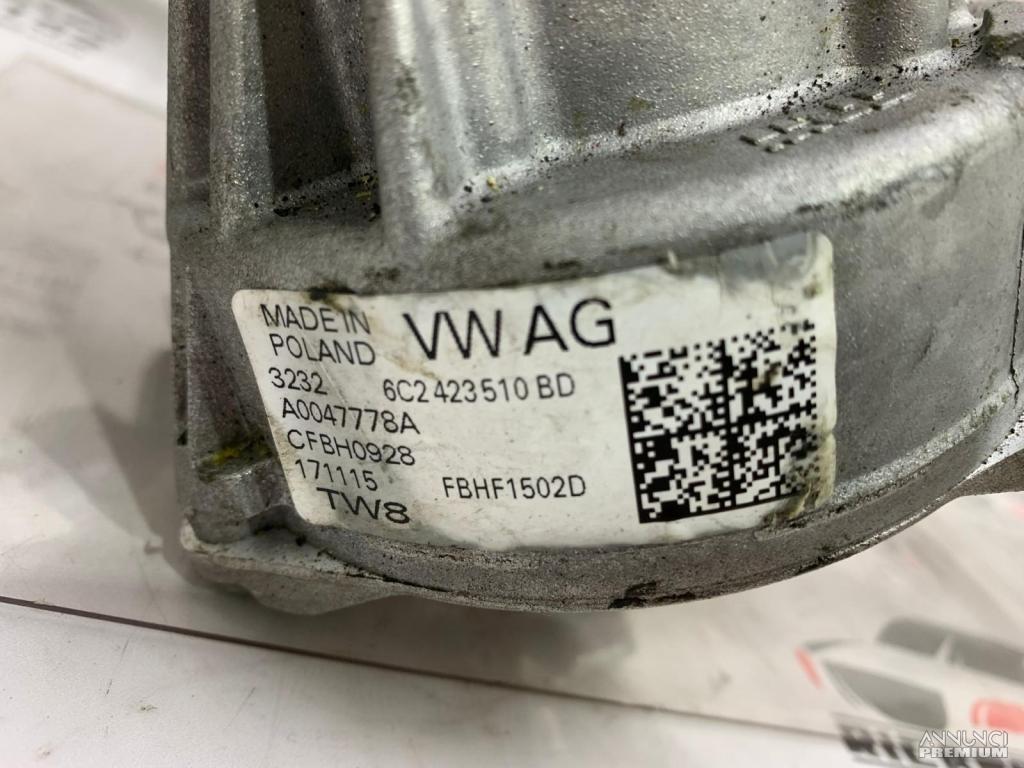 MADE IN
POLAND
VW AG
3232
6C2 423 510 BD
A0047778A
CFBH0928
171115
FBHF1502D
TW8
ANNUNCI
PREMIUM